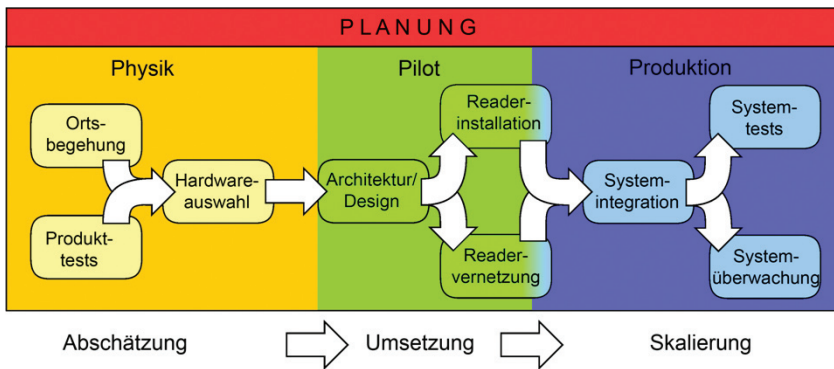 PLANUNG
Physik
Pilot
Produktion
Orts-
begehung
Produkt-
tests
Hardware-
auswahl
Architektur/
Design
Reader-
installation
Reader-
vernetzung
System-
integration
System-
tests
System-
überwachung
Abschätzung
Umsetzung
Skalierung